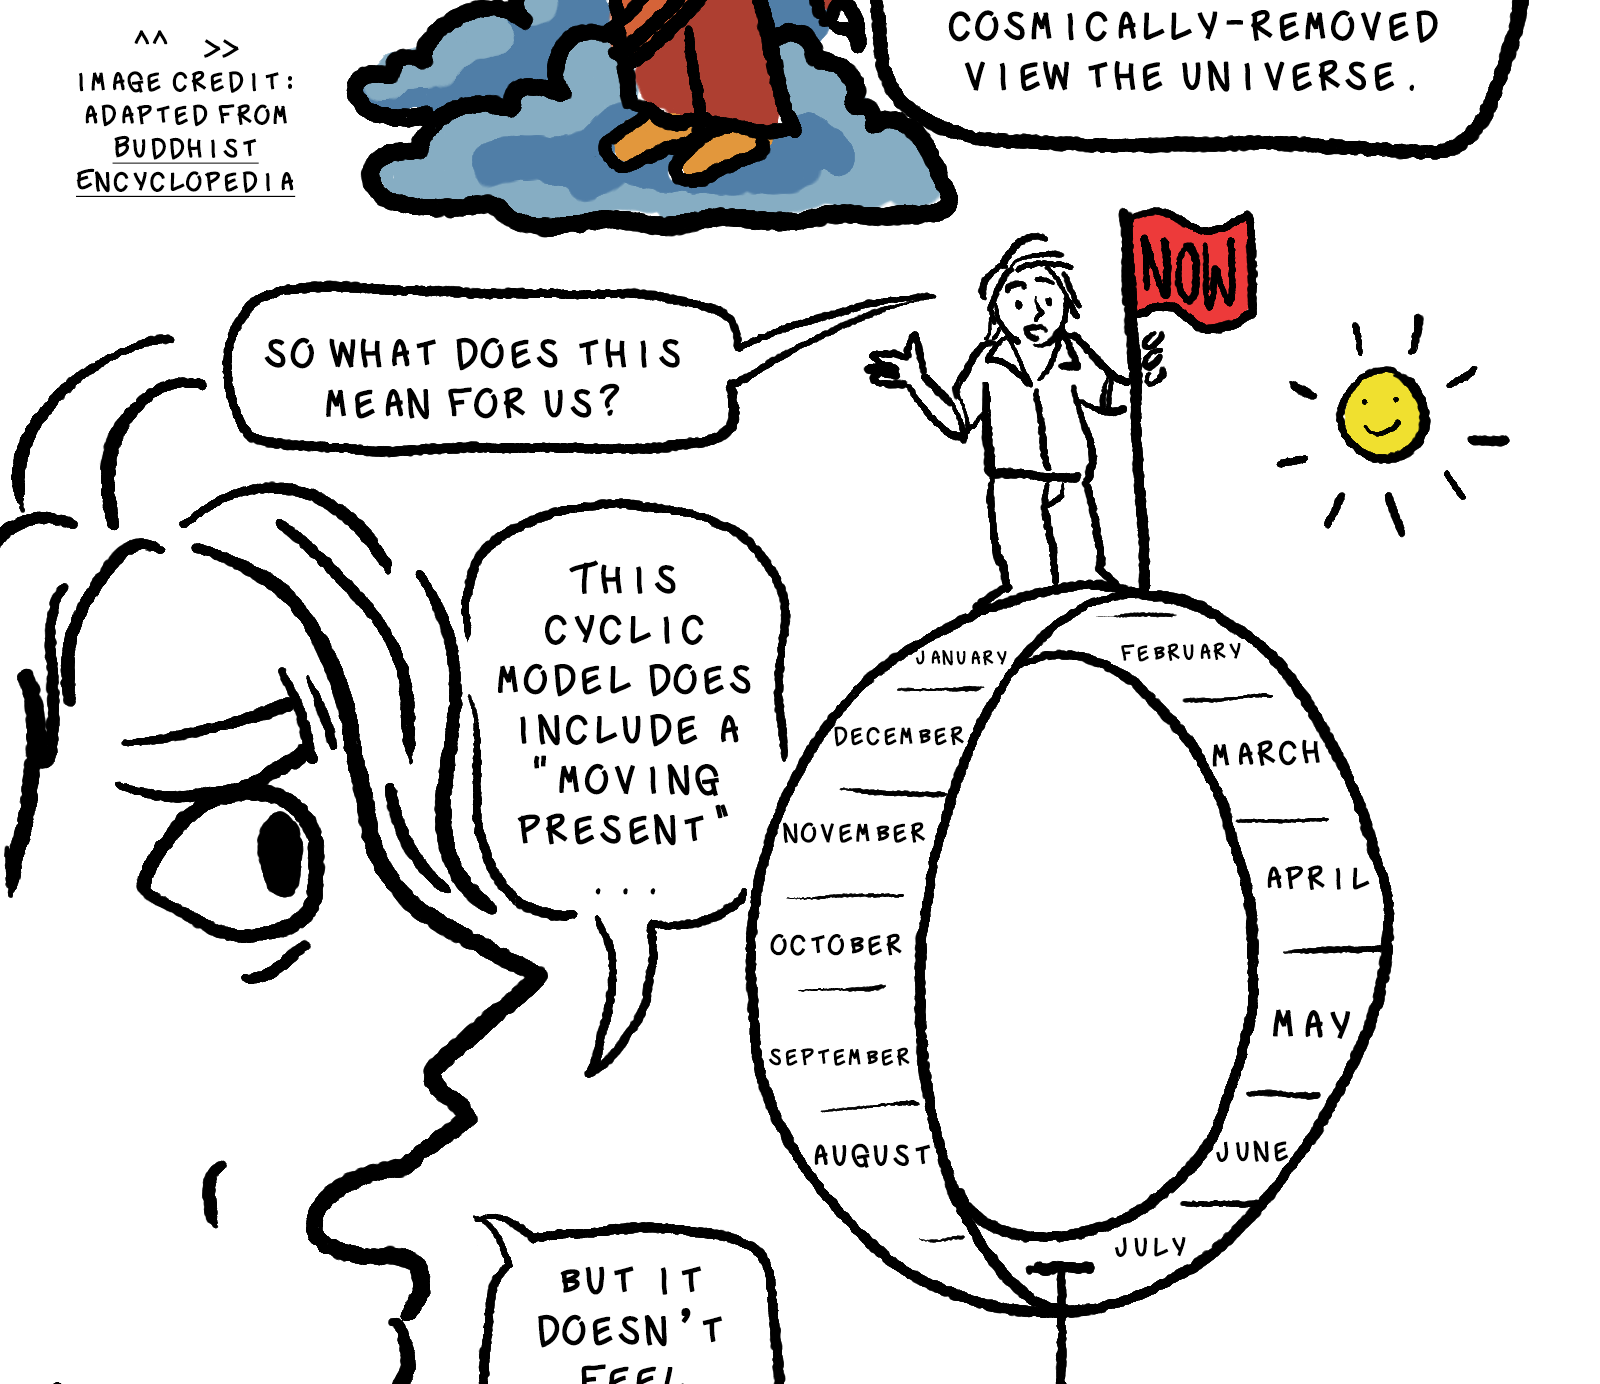 COSMICALLY-REMOVED
VIEW THE UNIVERSE.
^^ >>
IMAGE CREDIT:
ADAPTED FROM
BUDDHIST
ENCYCLOPEDIA
NOW
SO WHAT DOES THIS
MEAN FOR US?
THIS
CYCLIC
MODEL DOES
INCLUDE A
"MOVING
PRESENT"
...
JANUARY
FEBRUARY
MARCH
APRIL
MAY
JUNE
JULY
AUGUST
SEPTEMBER
OCTOBER
NOVEMBER
DECEMBER
BUT IT
DOESN'T
FEEL